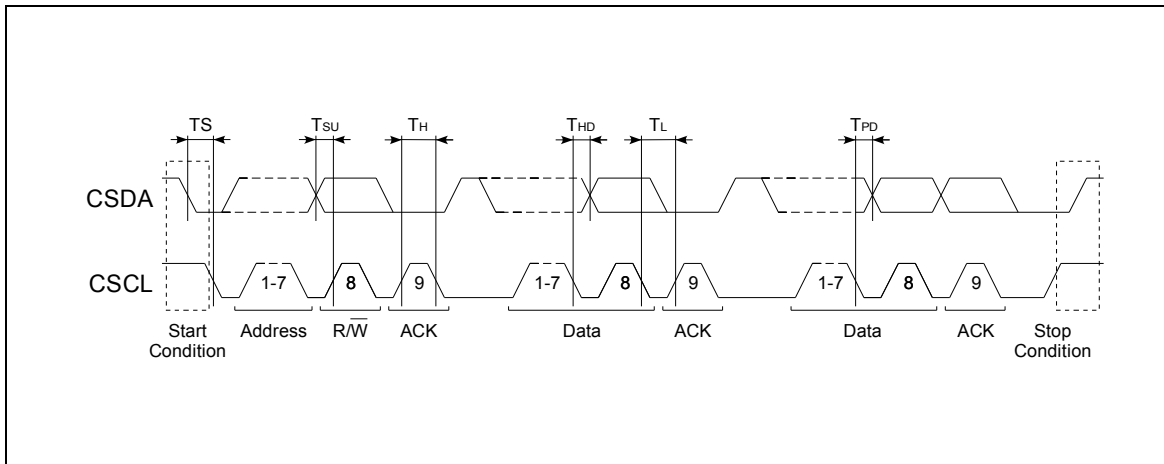 TS TSU TH THD TL TPD
CSDA
CSCL 1-7 8 9 1-7 8 9 1-7 8 9
Start Condition Address R/W̅ ACK Data ACK Data ACK Stop Condition